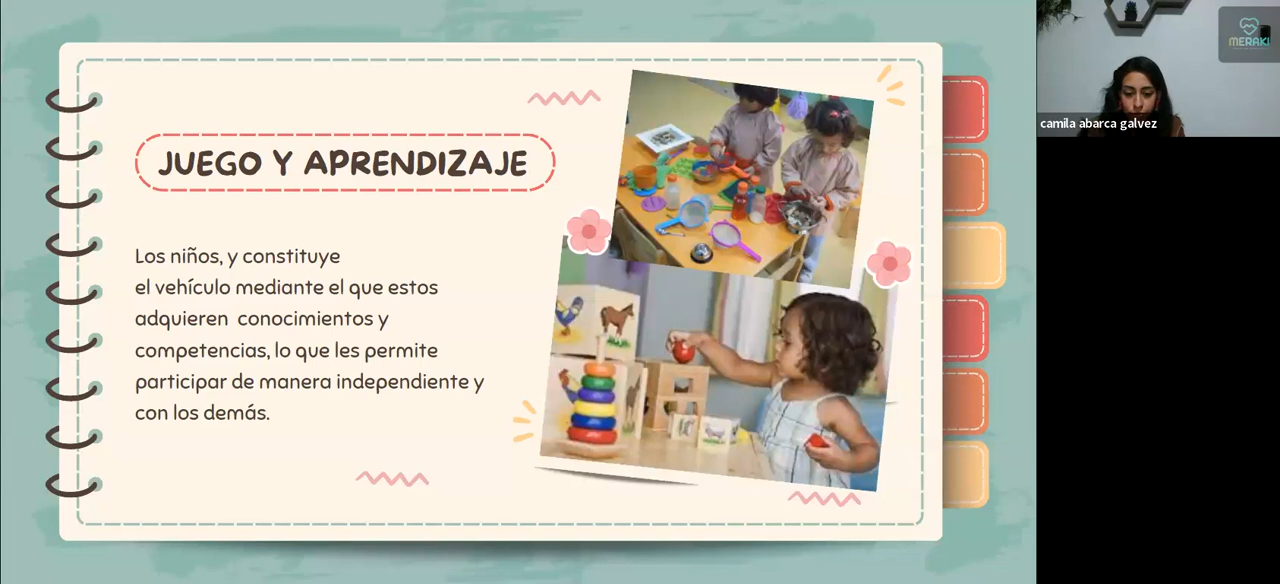 JUEGO Y APRENDIZAJE
Los niños, y constituye
el vehículo mediante el que estos
adquieren conocimientos y
competencias, lo que les permite
participar de manera independiente y
con los demás.
MERAKI
camila abarca galvez